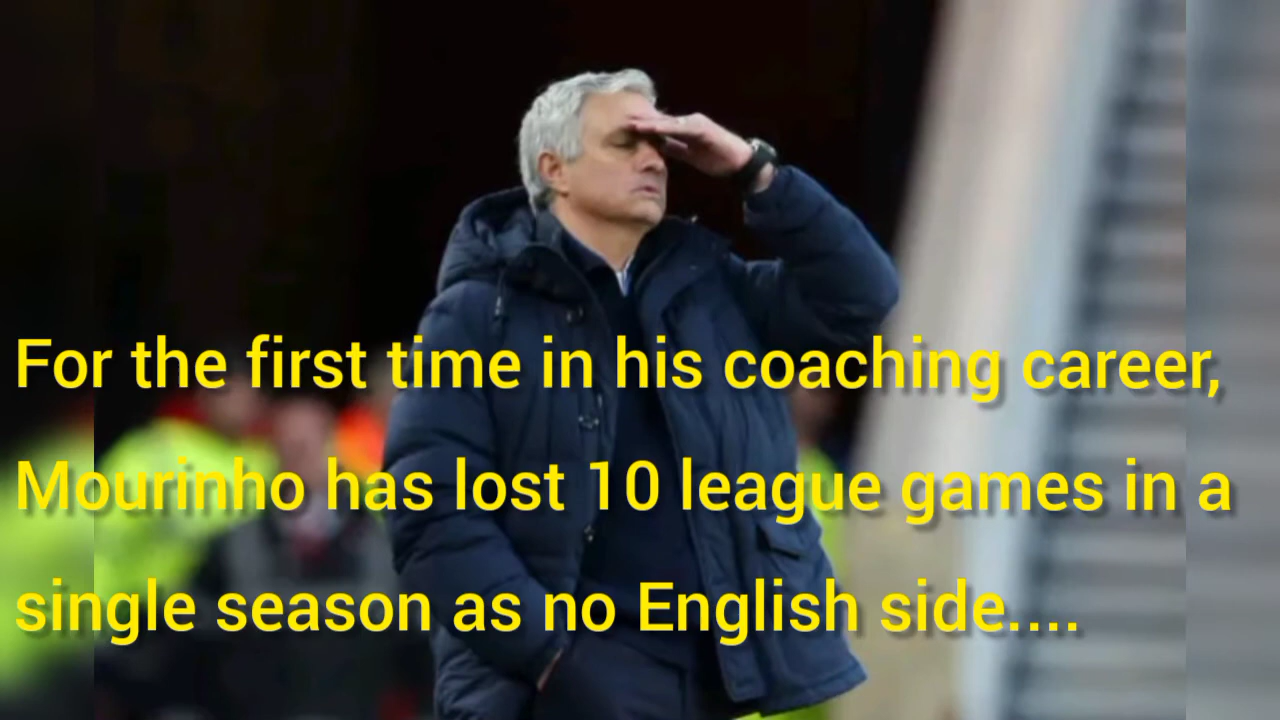 For the first time in his coaching career,
Mourinho has lost 10 league games in a
single season as no English side....